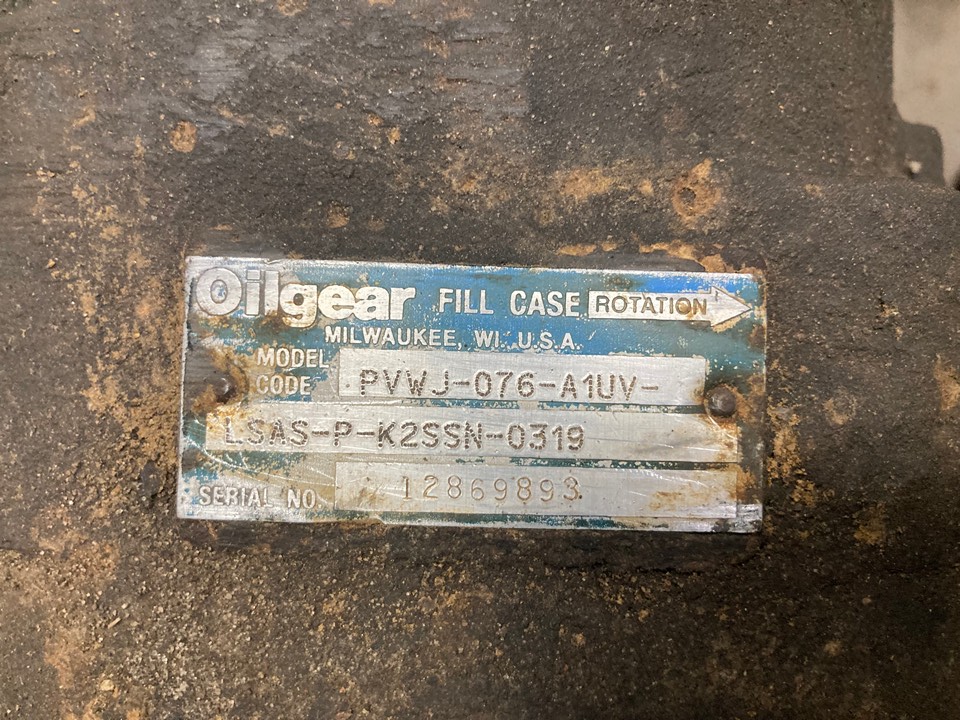 Oilgear FILL CASE ROTATION
MILWAUKEE, WI. U.S.A.
MODEL CODE PVWJ-076-A1UV-
LSAS-P-K2SSN-0319
SERIAL NO. 12869893